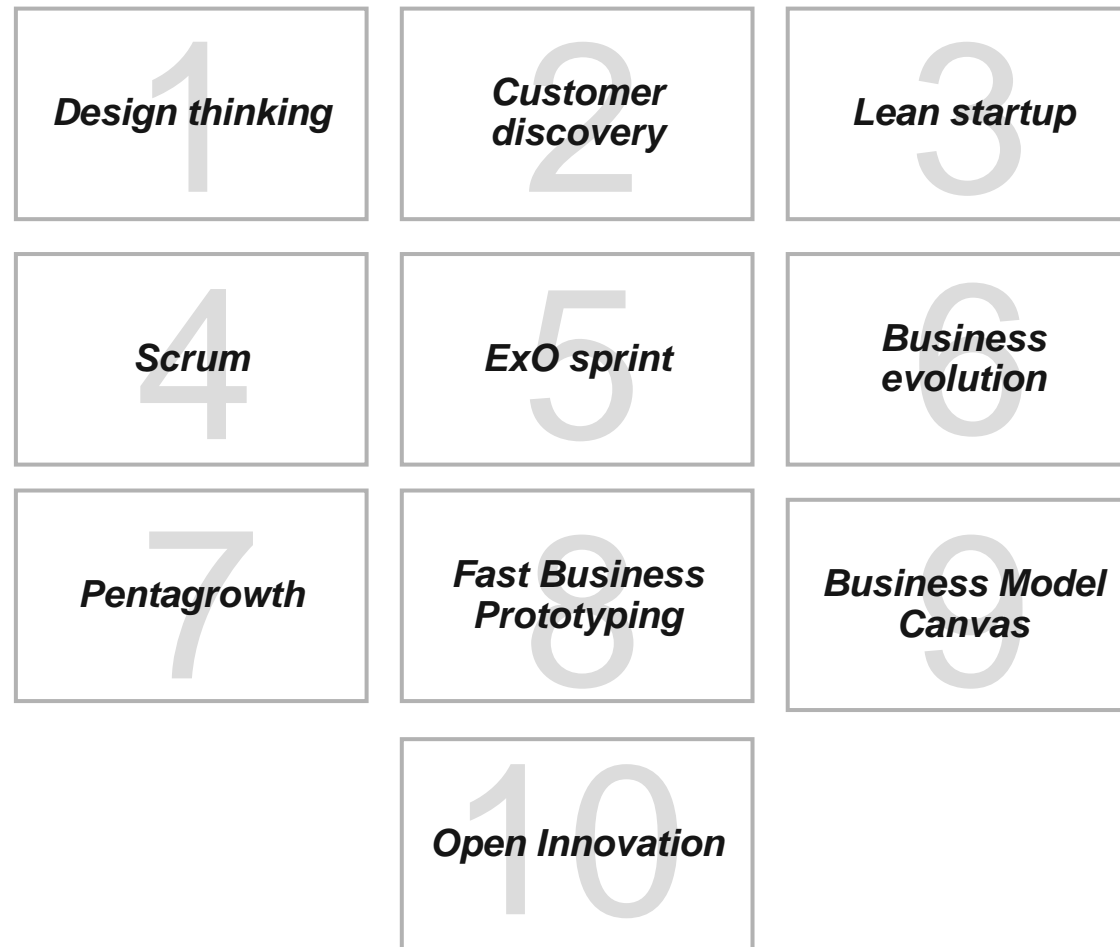 1
Design thinking
2
Customer
discovery
3
Lean startup
4
Scrum
5
ExO sprint
6
Business
evolution
7
Pentagrowth
8
Fast Business
Prototyping
9
Business Model
Canvas
10
Open Innovation